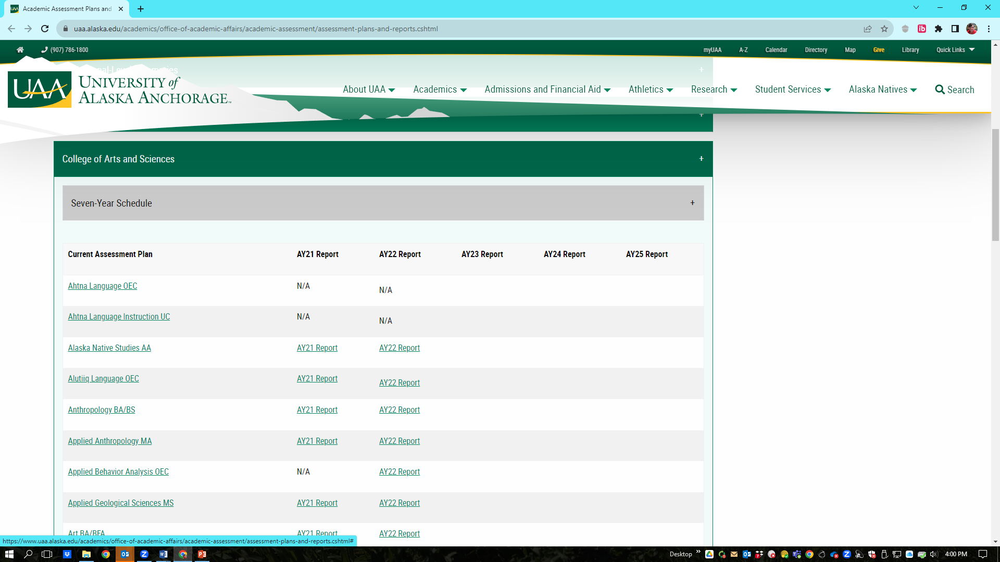 Academic Assessment Plans and
uaa.alaska.edu/academics/office-of-academic-affairs/academic-assessment/assessment-plans-and-reports.cshtml
(907) 786-1800
myUAA A-Z Calendar Directory Map Give Library Quick Links
UAA UNIVERSITY of ALASKA ANCHORAGE™
About UAA Academics Admissions and Financial Aid Athletics Research Student Services Alaska Natives Search
+
+
College of Arts and Sciences +
Seven-Year Schedule +
Current Assessment Plan AY21 Report AY22 Report AY23 Report AY24 Report AY25 Report
Ahtna Language OEC N/A N/A
Ahtna Language Instruction UC N/A N/A
Alaska Native Studies AA AY21 Report AY22 Report
Alutiiq Language OEC AY21 Report AY22 Report
Anthropology BA/BS AY21 Report AY22 Report
Applied Anthropology MA AY21 Report AY22 Report
Applied Behavior Analysis OEC N/A AY22 Report
Applied Geological Sciences MS AY21 Report AY22 Report
Art BA/BFA AY21 Report AY22 Report
https://www.uaa.alaska.edu/academics/office-of-academic-affairs/academic-assessment/assessment-plans-and-reports.cshtml#
Desktop 4:00 PM